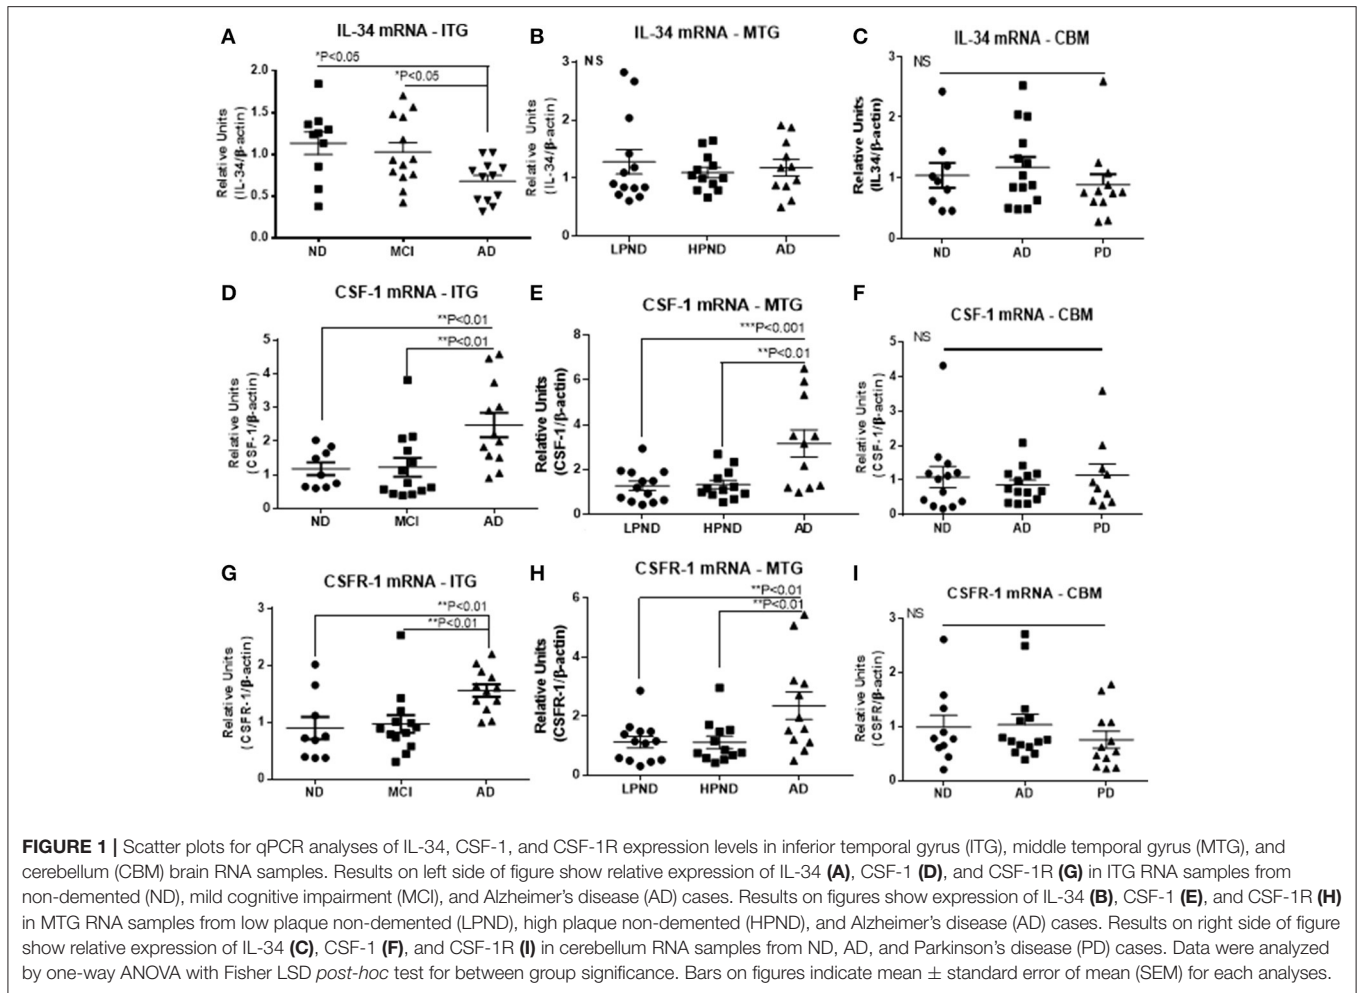 A
IL-34 mRNA - ITG
*P<0.05
*P<0.05
Relative Units
(IL-34/β-actin)
2.0
1.5
1.0
0.5
0.0
ND MCI AD
B
IL-34 mRNA - MTG
NS
Relative Units
(IL-34/β-actin)
3
2
1
0
LPND HPND AD
C
IL-34 mRNA - CBM
NS
Relative Units
(IL34/β-actin)
3
2
1
0
ND AD PD
D
CSF-1 mRNA - ITG
**P<0.01
**P<0.01
Relative Units
(CSF-1/β-actin)
5
4
3
2
1
0
ND MCI AD
E
CSF-1 mRNA - MTG
***P<0.001
**P<0.01
Relative Units
(CSF-1/β-actin)
8
6
4
2
0
LPND HPND AD
F
CSF-1 mRNA - CBM
NS
Relative Units
(CSF-1/β-actin)
5
4
3
2
1
0
ND AD PD
G
CSFR-1 mRNA - ITG
**P<0.01
**P<0.01
Relative Units
(CSFR-1/β-actin)
3
2
1
0
ND MCI AD
H
CSFR-1 mRNA - MTG
**P<0.01
**P<0.01
Relative Units
(CSFR-1/β-actin)
6
4
2
0
LPND HPND AD
I
CSFR-1 mRNA - CBM
NS
Relative Units
(CSFR/β-actin)
3
2
1
0
ND AD PD
FIGURE 1 | Scatter plots for qPCR analyses of IL-34, CSF-1, and CSF-1R expression levels in inferior temporal gyrus (ITG), middle temporal gyrus (MTG), and
cerebellum (CBM) brain RNA samples. Results on left side of figure show relative expression of IL-34 (A), CSF-1 (D), and CSF-1R (G) in ITG RNA samples from
non-demented (ND), mild cognitive impairment (MCI), and Alzheimer's disease (AD) cases. Results on figures show expression of IL-34 (B), CSF-1 (E), and CSF-1R (H)
in MTG RNA samples from low plaque non-demented (LPND), high plaque non-demented (HPND), and Alzheimer's disease (AD) cases. Results on right side of figure
show relative expression of IL-34 (C), CSF-1 (F), and CSF-1R (I) in cerebellum RNA samples from ND, AD, and Parkinson's disease (PD) cases. Data were analyzed
by one-way ANOVA with Fisher LSD post-hoc test for between group significance. Bars on figures indicate mean ± standard error of mean (SEM) for each analyses.